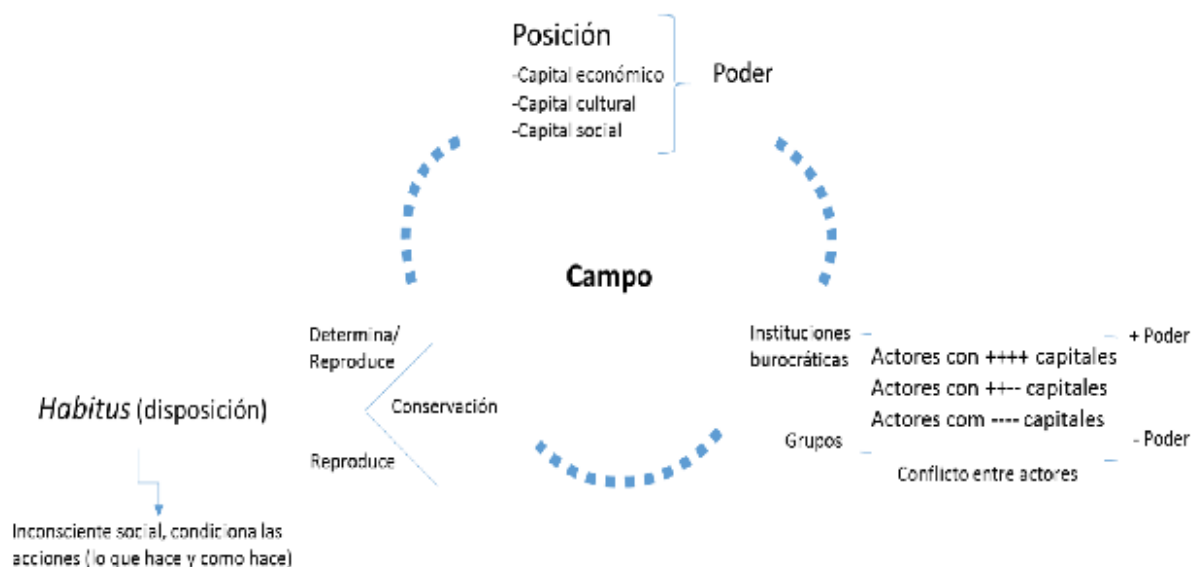 Posición
-Capital económico
-Capital cultural
-Capital social
Poder
Campo
Determina/
Reproduce
Habitus (disposición)
Conservación
Reproduce
Inconsciente social, condiciona las
acciones (lo que hace y como hace)
Instituciones
burocráticas
Actores con ++++ capitales
Actores con ++-- capitales
Actores com ---- capitales
Grupos
+ Poder
- Poder
Conflicto entre actores